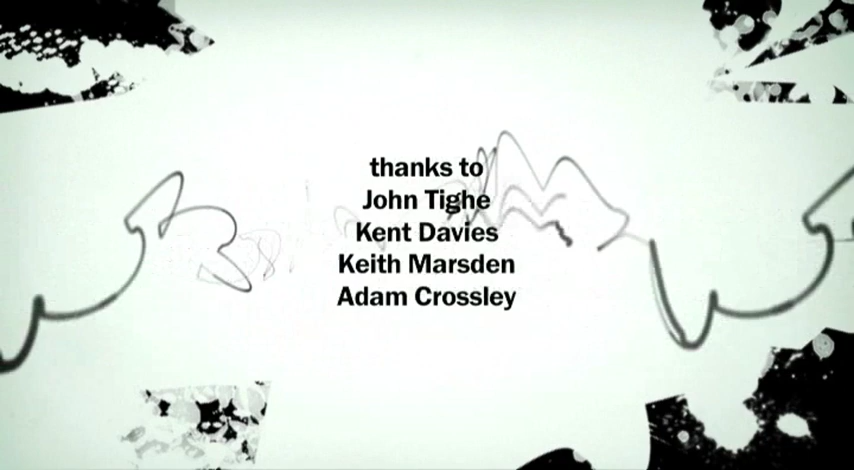 thanks to
John Tighe
Kent Davies
Keith Marsden
Adam Crossley